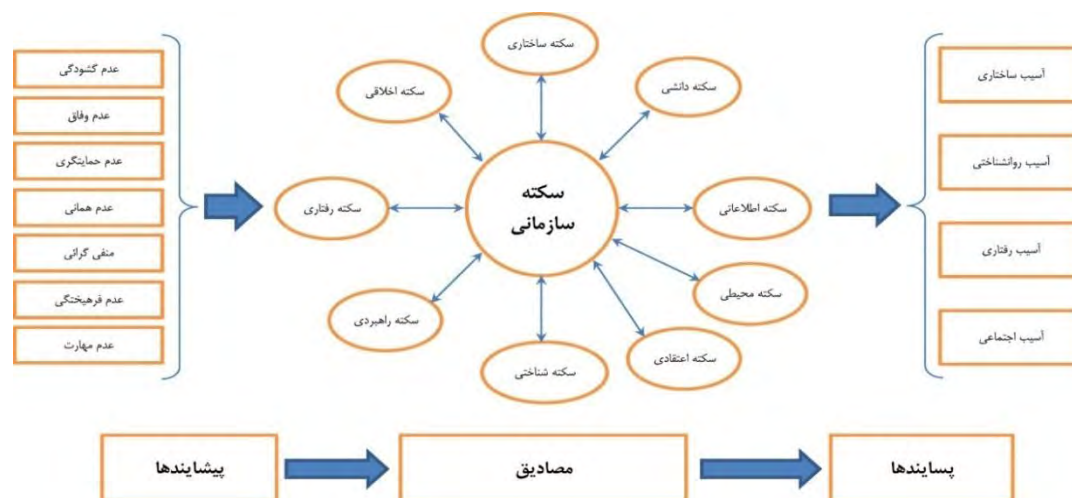 عدم گشودگی
عدم وفاق
عدم حمایتگری
عدم همانی
منفی گرائی
عدم فرهیختگی
عدم مهارت
سکته ساختاری
سکته دانشی
سکته اطلاعاتی
سکته محیطی
سکته اعتقادی
سکته شناختی
سکته راهبردی
سکته رفتاری
سکته اخلاقی
سکته
سازمانی
آسیب ساختاری
آسیب روانشناختی
آسیب رفتاری
آسیب اجتماعی
پیشایندها
مصادیق
پسایندها